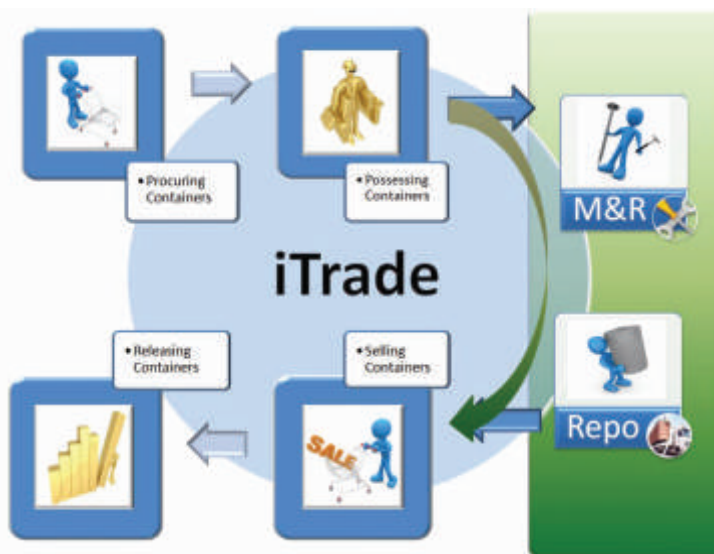 • Procuring
Containers
• Possessing
Containers
M&R
iTrade
• Releasing
Containers
• Selling
Containers
SALE
Repo